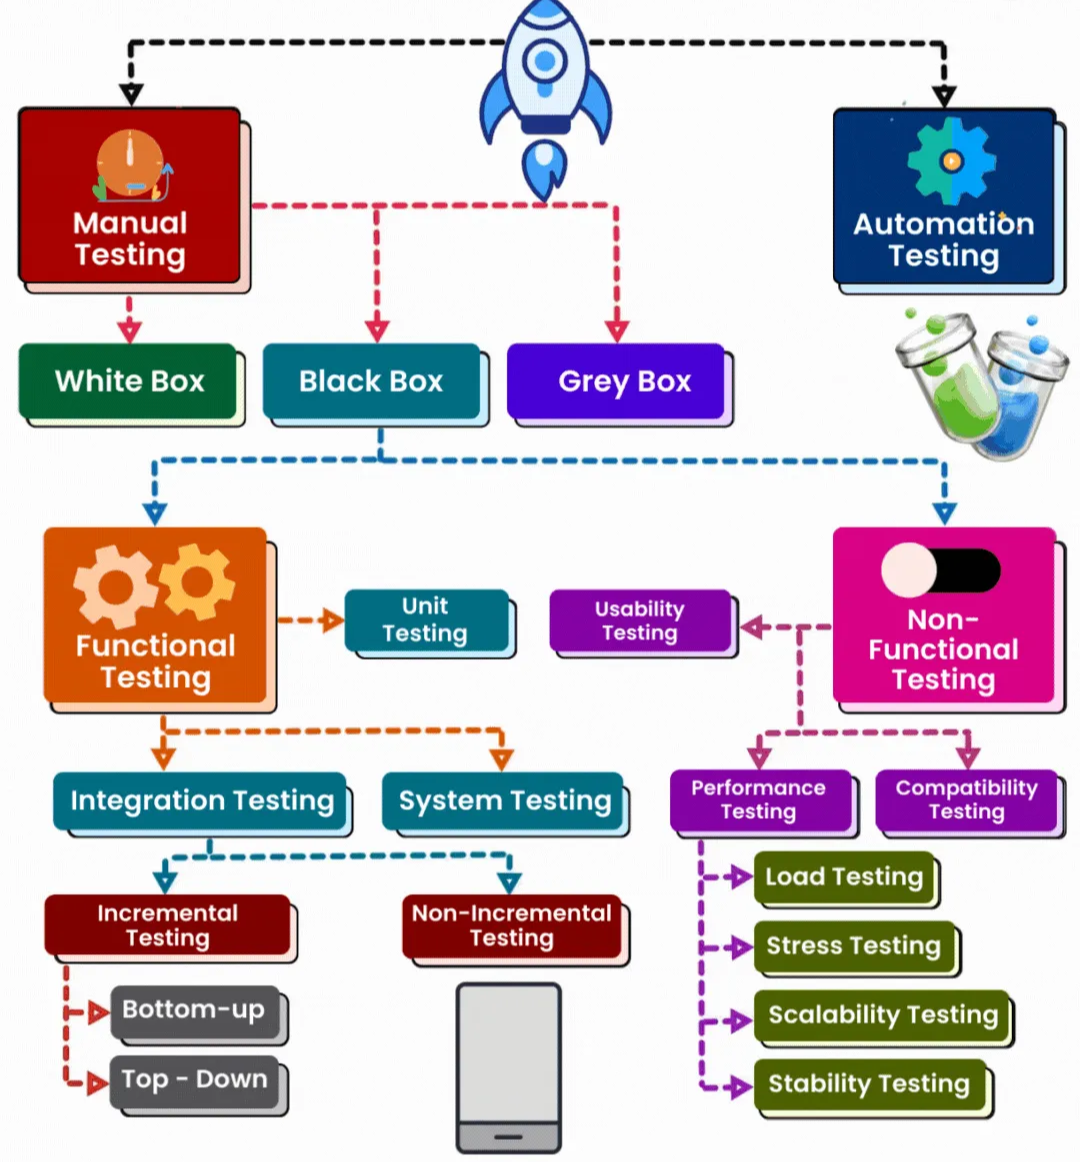 Manual
Testing
Automation
Testing
White Box
Black Box
Grey Box
Functional
Testing
Unit
Testing
Usability
Testing
Non-
Functional
Testing
Integration Testing
System Testing
Performance
Testing
Compatibility
Testing
Incremental
Testing
Non-Incremental
Testing
Bottom-up
Top - Down
Load Testing
Stress Testing
Scalability Testing
Stability Testing